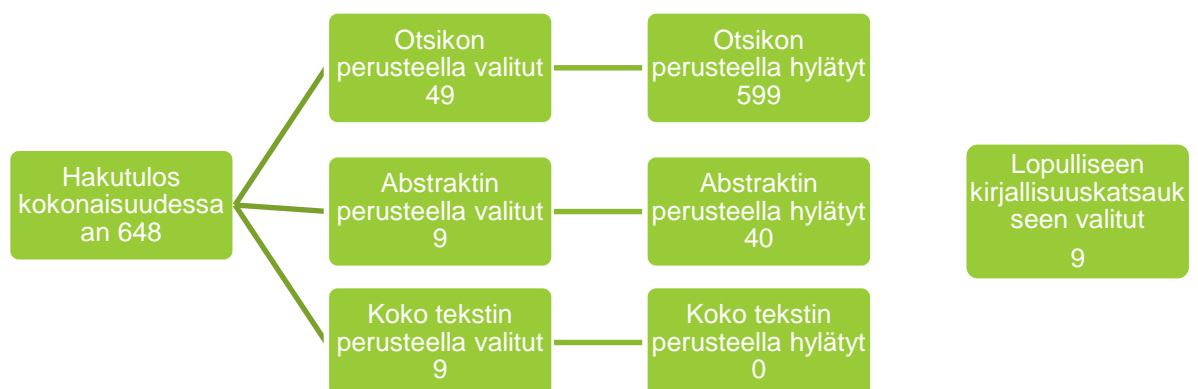 Hakutulos
kokonaisuudessa
an 648
Otsikon
perusteella valitut
49
Otsikon
perusteella hylätyt
599
Abstraktin
perusteella valitut
9
Abstraktin
perusteella hylätyt
40
Koko tekstin
perusteella valitut
9
Koko tekstin
perusteella hylätyt
0
Lopulliseen
kirjallisuuskatsauk
seen valitut
9